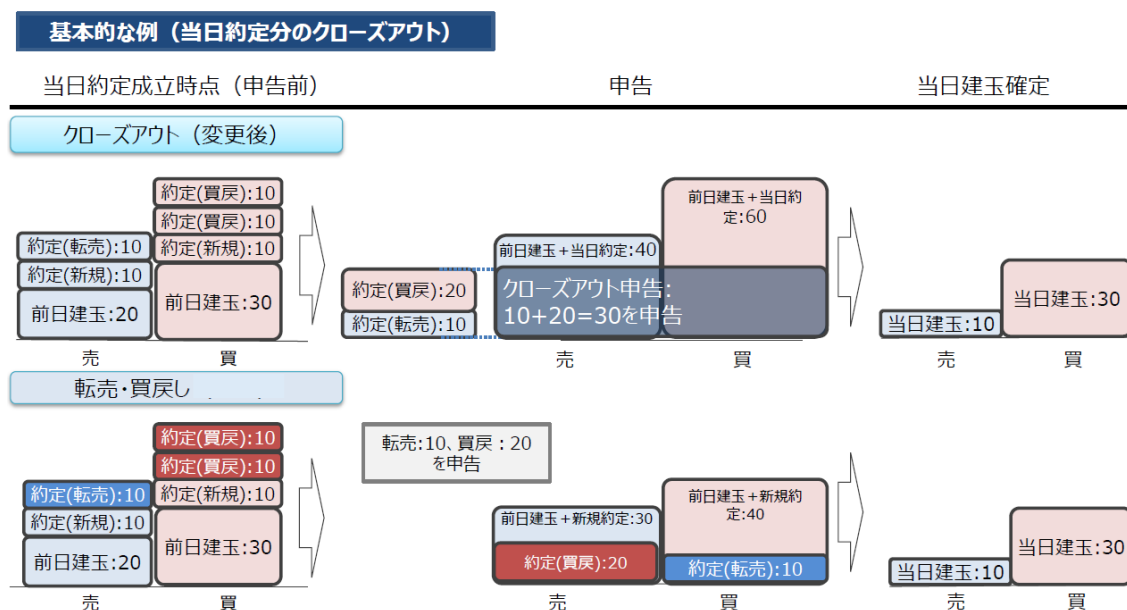 基本的な例（当日約定分のクローズアウト）
当日約定成立時点（申告前）
申告
当日建玉確定
クローズアウト（変更後）
約定(買戻):10
約定(買戻):10
約定(転売):10
約定(新規):10
約定(新規):10
前日建玉:20
前日建玉:30
売
買
約定(買戻):20
約定(転売):10
前日建玉＋当日約定:40
前日建玉＋当日約
定:60
クローズアウト申告:
10+20=30を申告
売
買
当日建玉:10
当日建玉:30
売
買
転売・買戻し
約定(買戻):10
約定(買戻):10
約定(転売):10
約定(新規):10
約定(新規):10
前日建玉:20
前日建玉:30
売
買
転売:10、買戻：20
を申告
前日建玉＋新規約定:30
約定(買戻):20
前日建玉＋新規約
定:40
約定(転売):10
売
買
当日建玉:10
当日建玉:30
売
買